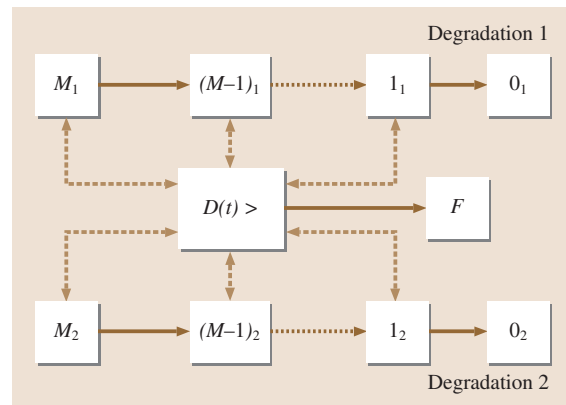 Degradation 1
M₁ (M–1)₁ 1₁ 0₁
D(t) > F
M₂ (M–1)₂ 1₂ 0₂
Degradation 2